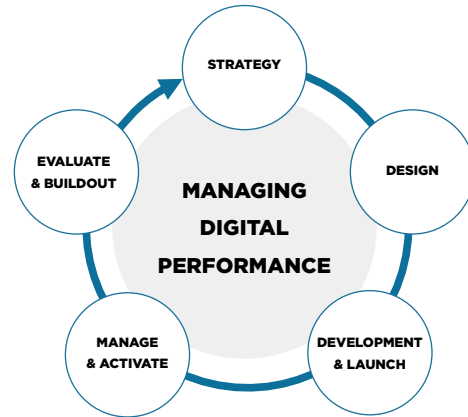 STRATEGY
DESIGN
DEVELOPMENT
& LAUNCH
MANAGE
& ACTIVATE
EVALUATE
& BUILDOUT
MANAGING
DIGITAL
PERFORMANCE